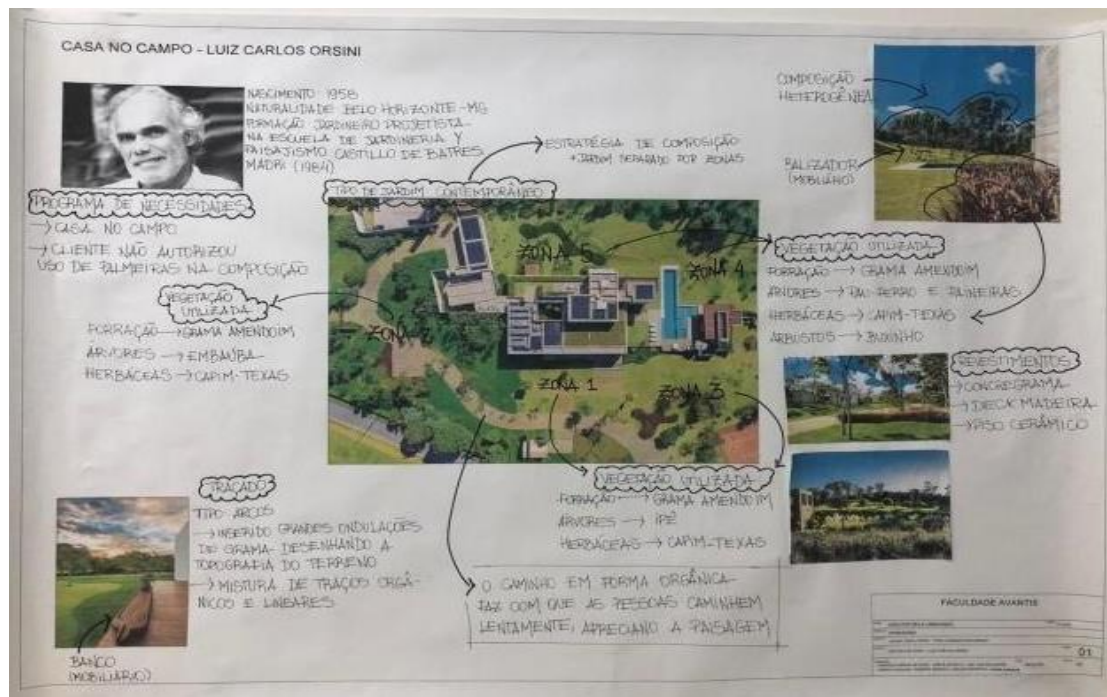 CASA NO CAMPO - LUIZ CARLOS ORSINI
NASCIMENTO: 1958
NATURALIDADE BELO HORIZONTE - MG
FORMAÇÃO JARDINEIRO PROJETISTA
NA ESCUELA DE JARDINERIA Y
PAISAJISMO CASTILLO DE BATRES
MADRI (1984)
PROGRAMA DE NECESSIDADES
→ CASA NO CAMPO
→ CLIENTE NÃO AUTORIZOU
USO DE PALMEIRAS NA COMPOSIÇÃO
VEGETAÇÃO
UTILIZADA
FORRAÇÃO → GRAMA AMENDOIM
ÁRVORES → EMBAÚBA
HERBÁCEAS → CAPIM-TEXAS
TRAÇADO
TIPO ARCOS
→ INSERIDO GRANDES ONDULAÇÕES
DE GRAMA DESENHANDO A
TOPOGRAFIA DO TERRENO
→ MISTURA DE TRAÇOS ORGÂ-
NICOS E LINEARES
BANCO
(MOBILIÁRIO)
ESTRATÉGIA DE COMPOSIÇÃO
+ JARDIM SEPARADO POR ZONAS
TIPO DE JARDIM: CONTEMPORÂNEO
ZONA 5
ZONA 4
ZONA 2
ZONA 1
ZONA 3
VEGETAÇÃO UTILIZADA
FORRAÇÃO → GRAMA AMENDOIM
ARVORES → IPÊ
HERBÁCEAS → CAPIM-TEXAS
O CAMINHO EM FORMA ORGÂNICA
FAZ COM QUE AS PESSOAS CAMINHEM
LENTAMENTE, APRECIANO A PAISAGEM
COMPOSIÇÃO
HETEROGÊNEA
BALIZADOR
(MOBILIÁRIO)
VEGETAÇÃO UTILIZADA
FORRAÇÃO → GRAMA AMENDOIM
ARVORES → PAU-FERRO E PAINEIRAS
HERBÁCEAS → CAPIM-TEXAS
ARBUSTOS → BUXINHO
REVESTIMENTOS
→ CONCREGRAMA
→ DECK MADEIRA
→ PISO CERÂMICO
FACULDADE AVANTIS
01